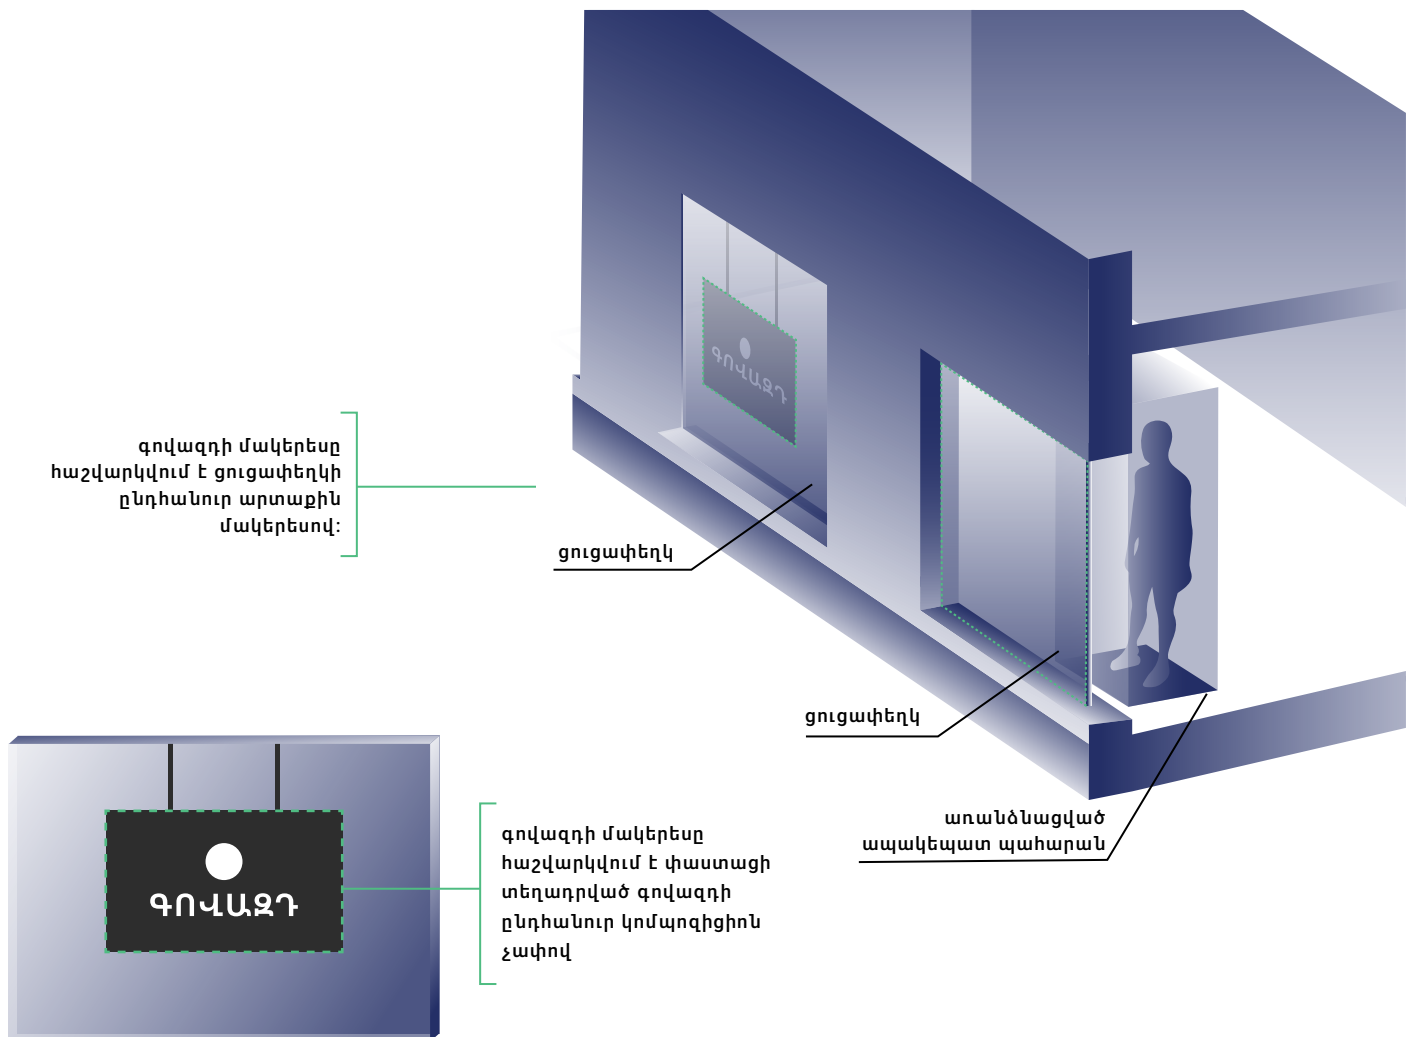 ԳՈՎԱԶԴ
գովազդի մակերեսը
հաշվարկվում է ցուցափեղկի
ընդհանուր արտաքին
մակերեսով։
ցուցափեղկ
ցուցափեղկ
առանձնացված
ապակեպատ պահարան
ԳՈՎԱԶԴ
գովազդի մակերեսը
հաշվարկվում է փաստացի
տեղադրված գովազդի
ընդհանուր կոմպոզիցիոն
չափով